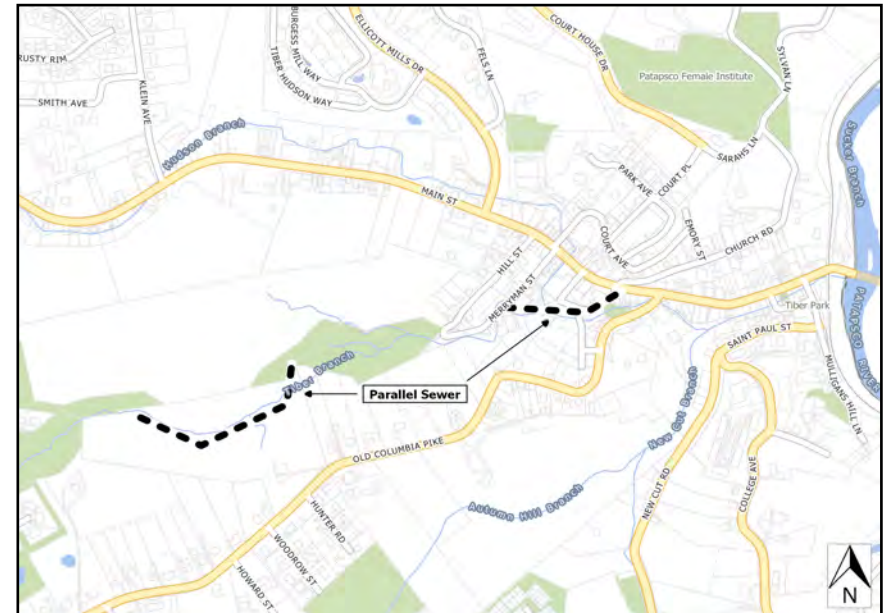 BURGESS MILL WAY
TIBER HUDSON WAY
ELLICOTT MILLS DR
FELS LN
COURT HOUSE DR
SYLVAN LN
RUSTY RIM
KLEIN AVE
SMITH AVE
Patapsco Female Institute
Hudson Branch
SARAHS LN
Sucker Branch
PARK AVE
COURT PL
MAIN ST
EMORY ST
CHURCH RD
COURT AVE
HILL ST
MERRYMAN ST
Tiber Park
PATAPSCO RIVER
SAINT PAUL ST
MULLIGANS HILL LN
Tiber Branch
Parallel Sewer
New Cut Branch
OLD COLUMBIA PIKE
COLLEGE AVE
NEW CUT RD
Autumn Hill Branch
HUNTER RD
WOODROW ST
HOWARD ST
N